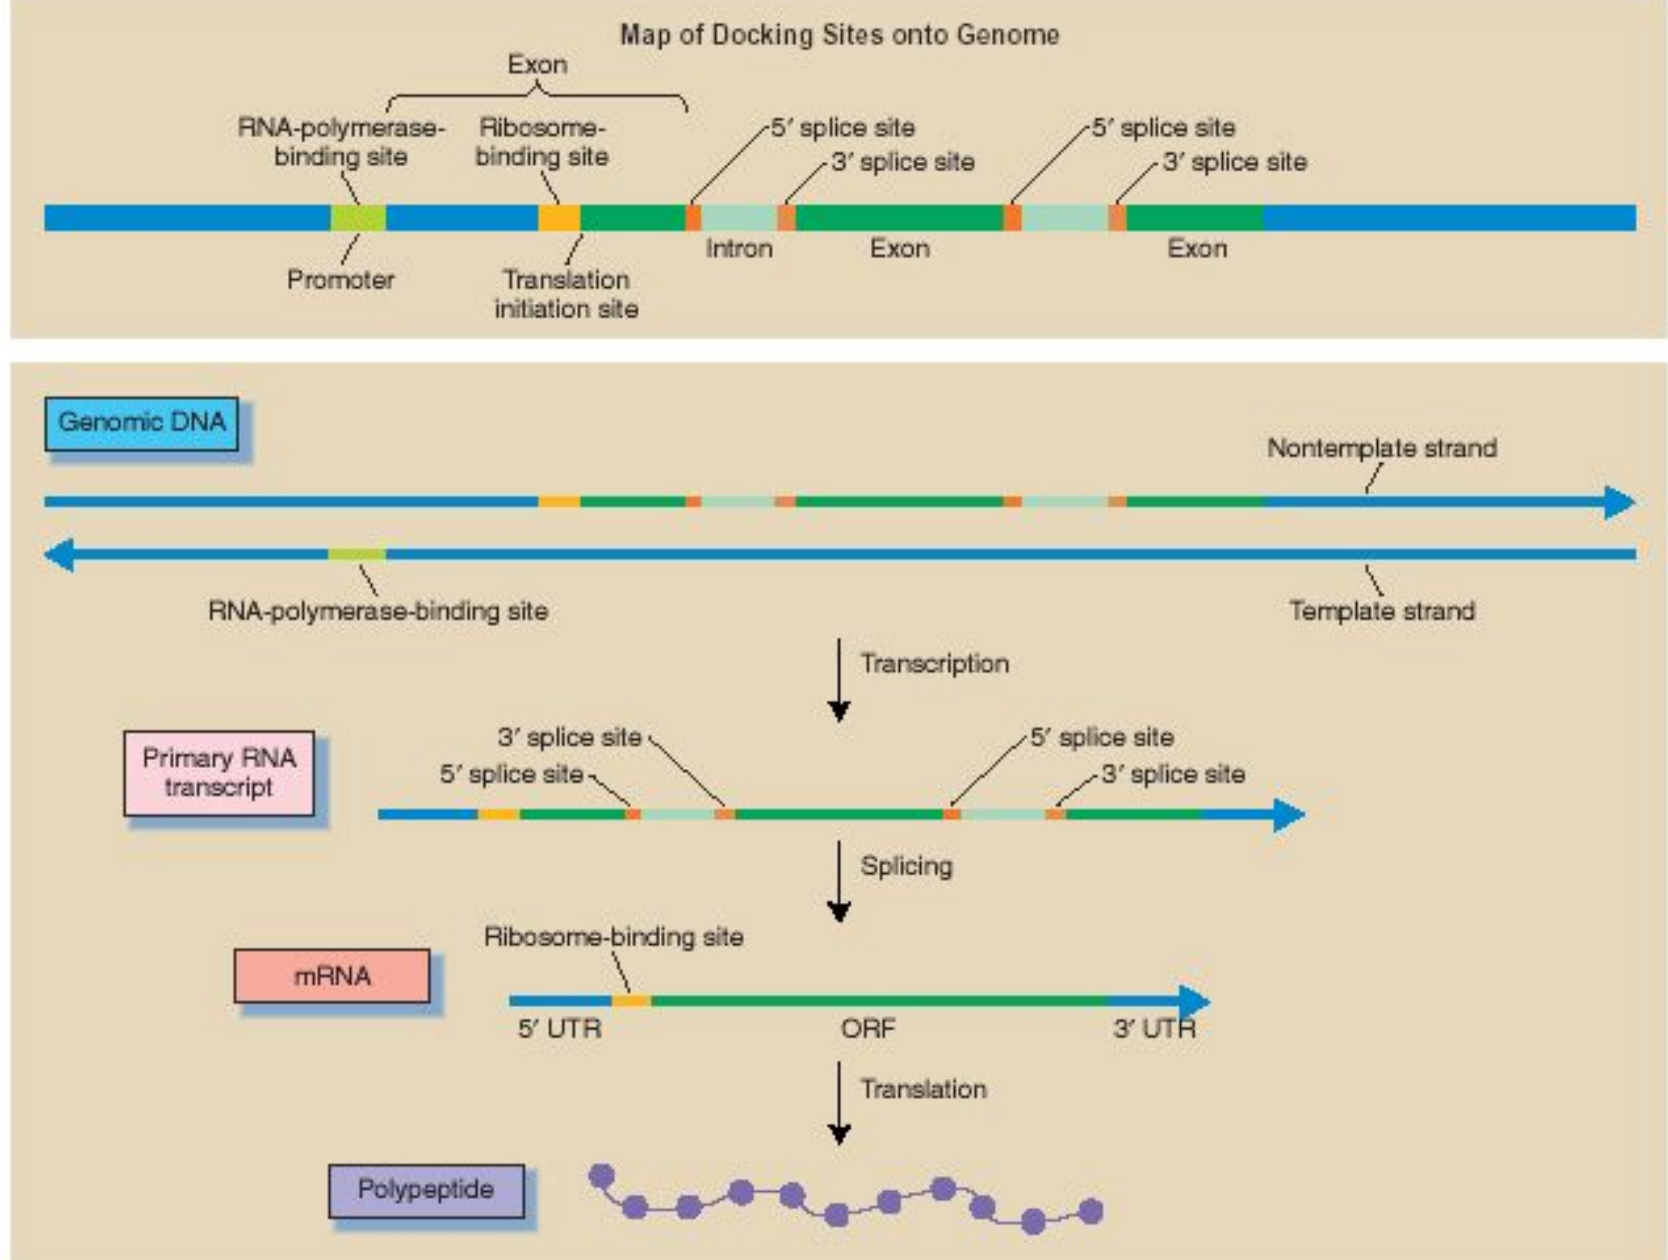 Map of Docking Sites onto Genome
Exon
RNA-polymerase-
binding site
Ribosome-
binding site
5′ splice site
3′ splice site
5′ splice site
3′ splice site
Intron
Exon
Exon
Promoter
Translation
initiation site
Genomic DNA
Nontemplate strand
RNA-polymerase-binding site
Template strand
Transcription
Primary RNA
transcript
3′ splice site
5′ splice site
5′ splice site
3′ splice site
Splicing
Ribosome-binding site
mRNA
5′ UTR
ORF
3′ UTR
Translation
Polypeptide